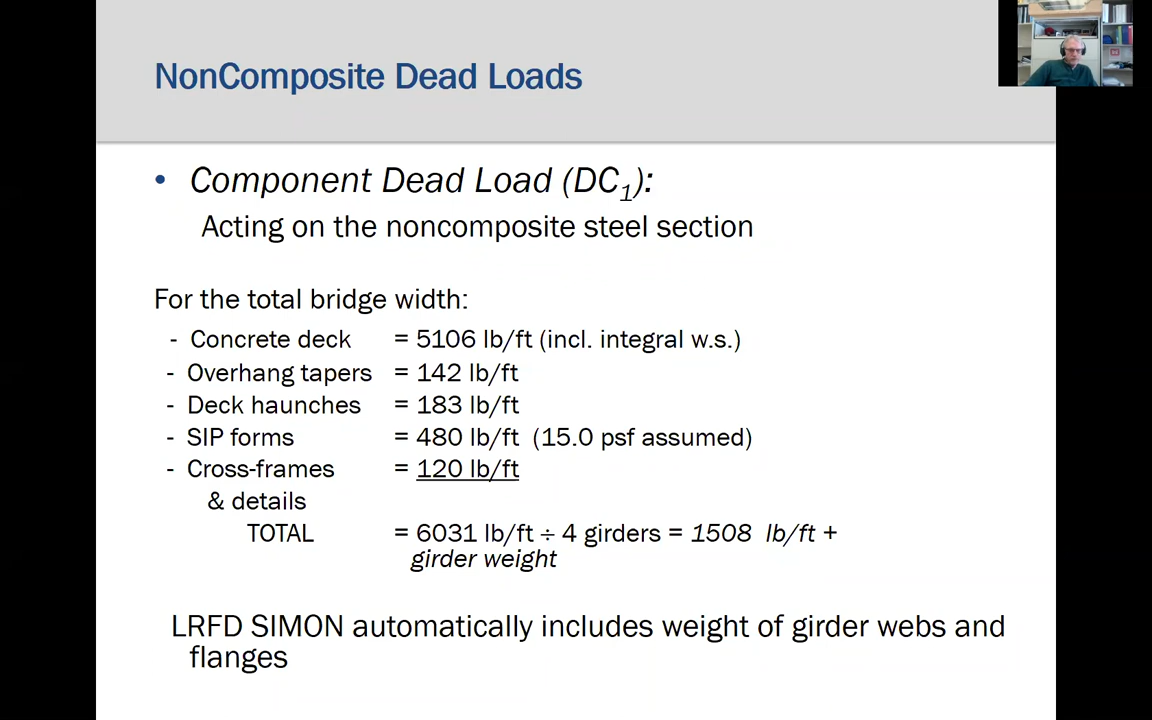 NonComposite Dead Loads
• Component Dead Load (DC₁):
Acting on the noncomposite steel section
For the total bridge width:
- Concrete deck = 5106 lb/ft (incl. integral w.s.)
- Overhang tapers = 142 lb/ft
- Deck haunches = 183 lb/ft
- SIP forms = 480 lb/ft (15.0 psf assumed)
- Cross-frames = 120 lb/ft
& details
TOTAL = 6031 lb/ft ÷ 4 girders = 1508 lb/ft +
girder weight
LRFD SIMON automatically includes weight of girder webs and
flanges